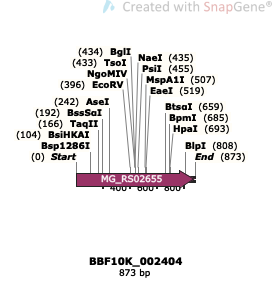 Created with SnapGene®
(434) BglI
(433) TsoI
NgoMIV
(396) EcoRV
(242) AseI
(192) BssSαI
(166) TaqII
(104) BsiHKAI
Bsp1286I
(0) Start
NaeI (435)
PsiI (455)
MspA1I (507)
EaeI (519)
BtsαI (659)
BpmI (685)
HpaI (693)
BlpI (808)
End (873)
MG_RS02655
400 600 800
BBF10K_002404
873 bp